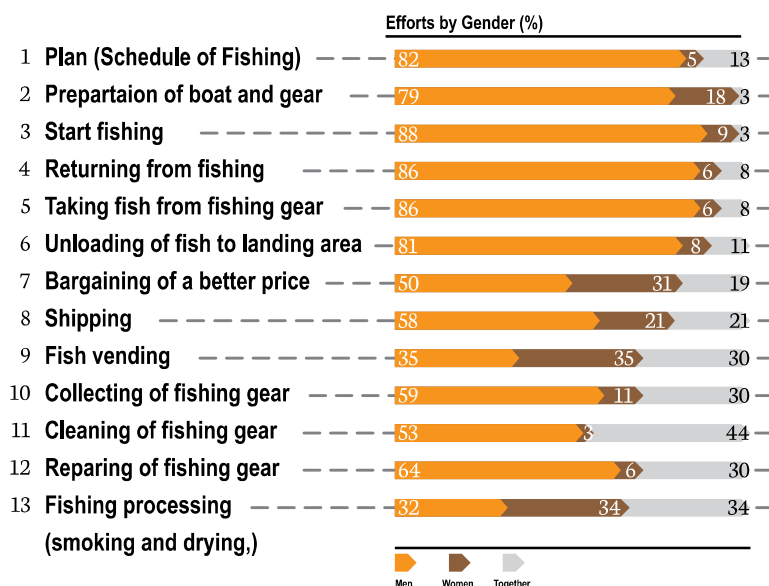 Efforts by Gender (%)
1 Plan (Schedule of Fishing) 82 5 13
2 Prepartaion of boat and gear 79 18 3
3 Start fishing 88 9 3
4 Returning from fishing 86 6 8
5 Taking fish from fishing gear 86 6 8
6 Unloading of fish to landing area 81 8 11
7 Bargaining of a better price 50 31 19
8 Shipping 58 21 21
9 Fish vending 35 35 30
10 Collecting of fishing gear 59 11 30
11 Cleaning of fishing gear 53 3 44
12 Reparing of fishing gear 64 6 30
13 Fishing processing 32 34 34
(smoking and drying,)
Men Women Together